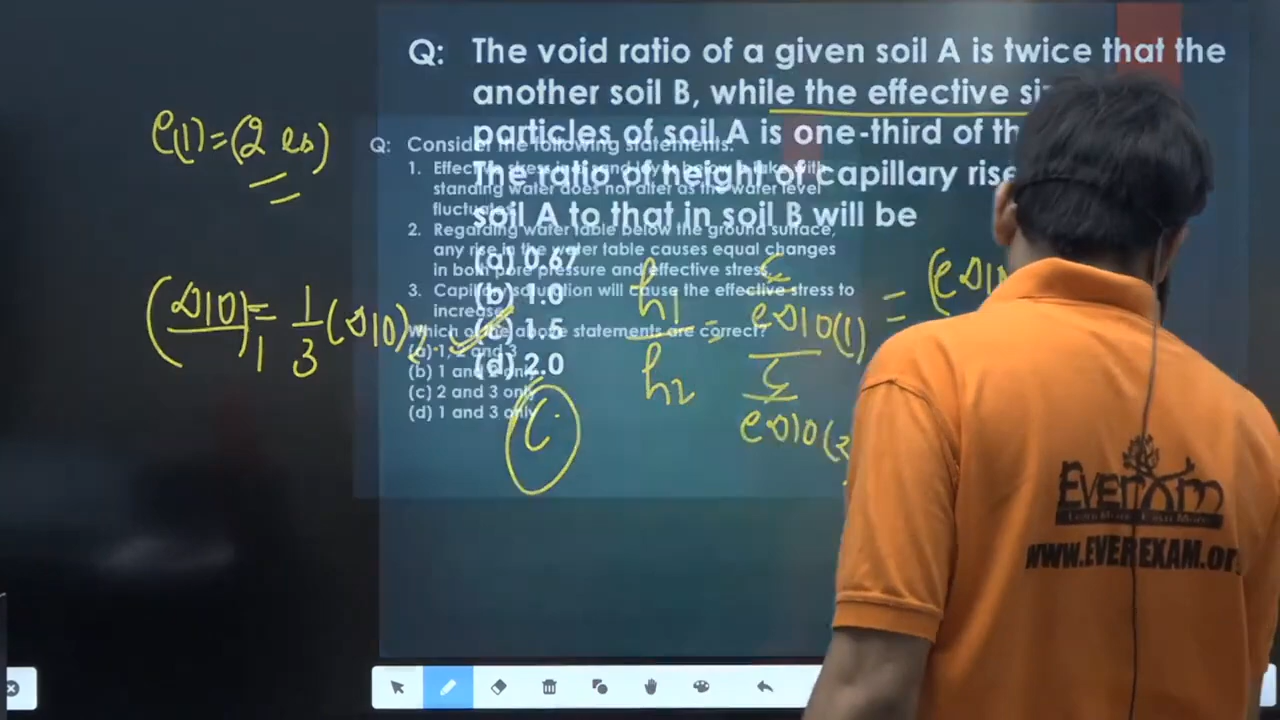 Q: The void ratio of a given soil A is twice that the
another soil B, while the effective
particles of soil A is one-third of
The ratio of height of capillary rise
soil A to that in soil B will be
(a) 0.67
(b) 1.0
(c) 1.5
(d) 2.0
Q: Consider the following statements:
1. Effective stress in a sand layer below a lake with
standing water does not alter as the water level
fluctuates
2. Regarding water table below the ground surface,
any rise in the water table causes equal changes
in both pore pressure and effective stress
3. Capillary saturation will cause the effective stress to
increase
Which of the above statements are correct?
(a) 1, 2 and 3
(b) 1 and 2 only
(c) 2 and 3 only
(d) 1 and 3 only
e(1) = (2 es)
(D10)1 = 1/3 (D10)2
h1/h2 = C/eD10(1) / C/eD10(2) = (eD10
C
EVEREXAM
Learn More Earn More
WWW.EVEREXAM.org